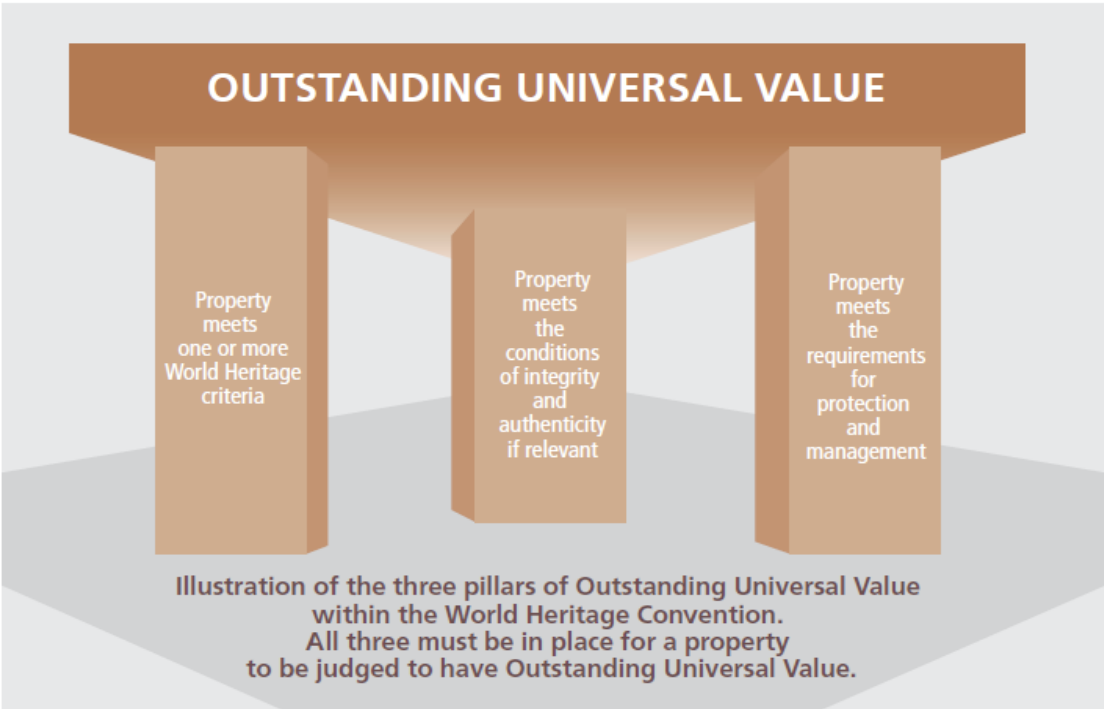 OUTSTANDING UNIVERSAL VALUE
Property
meets
one or more
World Heritage
criteria
Property
meets
the
conditions
of integrity
and
authenticity
if relevant
Property
meets
the
requirements
for
protection
and
management
Illustration of the three pillars of Outstanding Universal Value
within the World Heritage Convention.
All three must be in place for a property
to be judged to have Outstanding Universal Value.